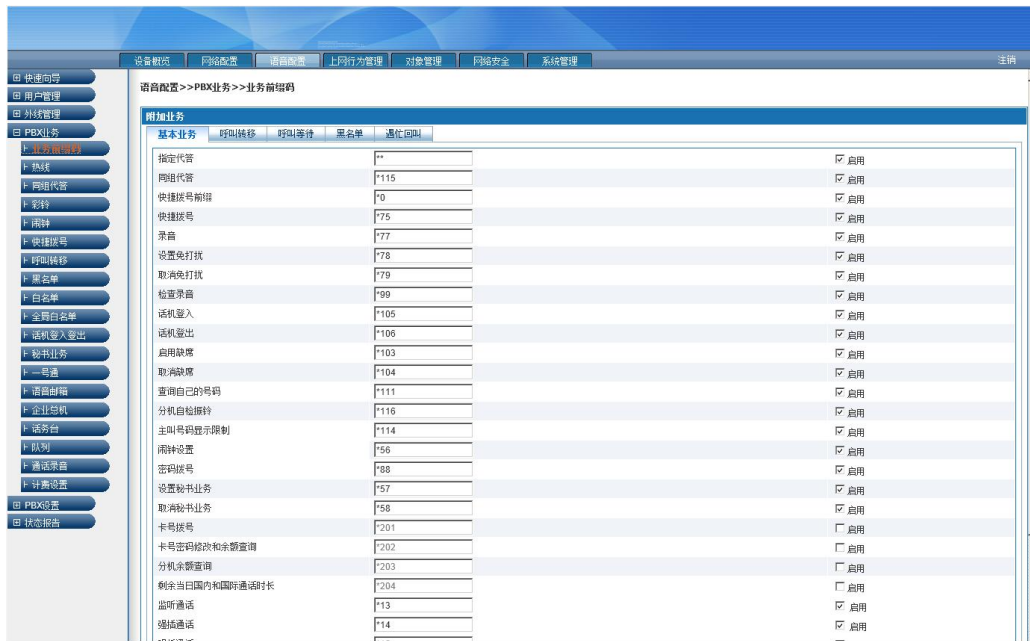 设备概览 网络配置 语音配置 上网行为管理 对象管理 网络安全 系统管理 注销
快速向导
用户管理
外线管理
PBX业务
业务前缀码
热线
同组代答
彩铃
闹钟
快捷拨号
呼叫转移
黑名单
白名单
全局白名单
话机登入登出
秘书业务
一号通
语音邮箱
企业总机
话务台
队列
通话录音
计费设置
PBX设置
状态报告
语音配置>>PBX业务>>业务前缀码
附加业务
基本业务 呼叫转移 呼叫等待 黑名单 遇忙回叫
指定代答 ** 启用
同组代答 *115 启用
快捷拨号前缀 *0 启用
快捷拨号 *75 启用
录音 *77 启用
设置免打扰 *78 启用
取消免打扰 *79 启用
检查录音 *99 启用
话机登入 *105 启用
话机登出 *106 启用
启用缺席 *103 启用
取消缺席 *104 启用
查询自己的号码 *111 启用
分机自检振铃 *116 启用
主叫号码显示限制 *114 启用
闹钟设置 *56 启用
密码拨号 *88 启用
设置秘书业务 *57 启用
取消秘书业务 *58 启用
卡号拨号 *201 启用
卡号密码修改和余额查询 *202 启用
分机余额查询 *203 启用
剩余当日国内和国际通话时长 *204 启用
监听通话 *13 启用
强插通话 *14 启用